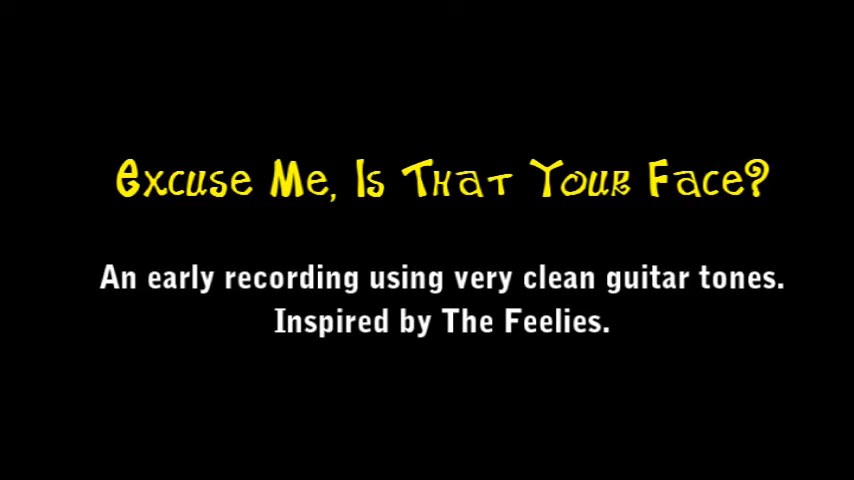 Excuse Me, Is That Your Face?
An early recording using very clean guitar tones.
Inspired by The Feelies.